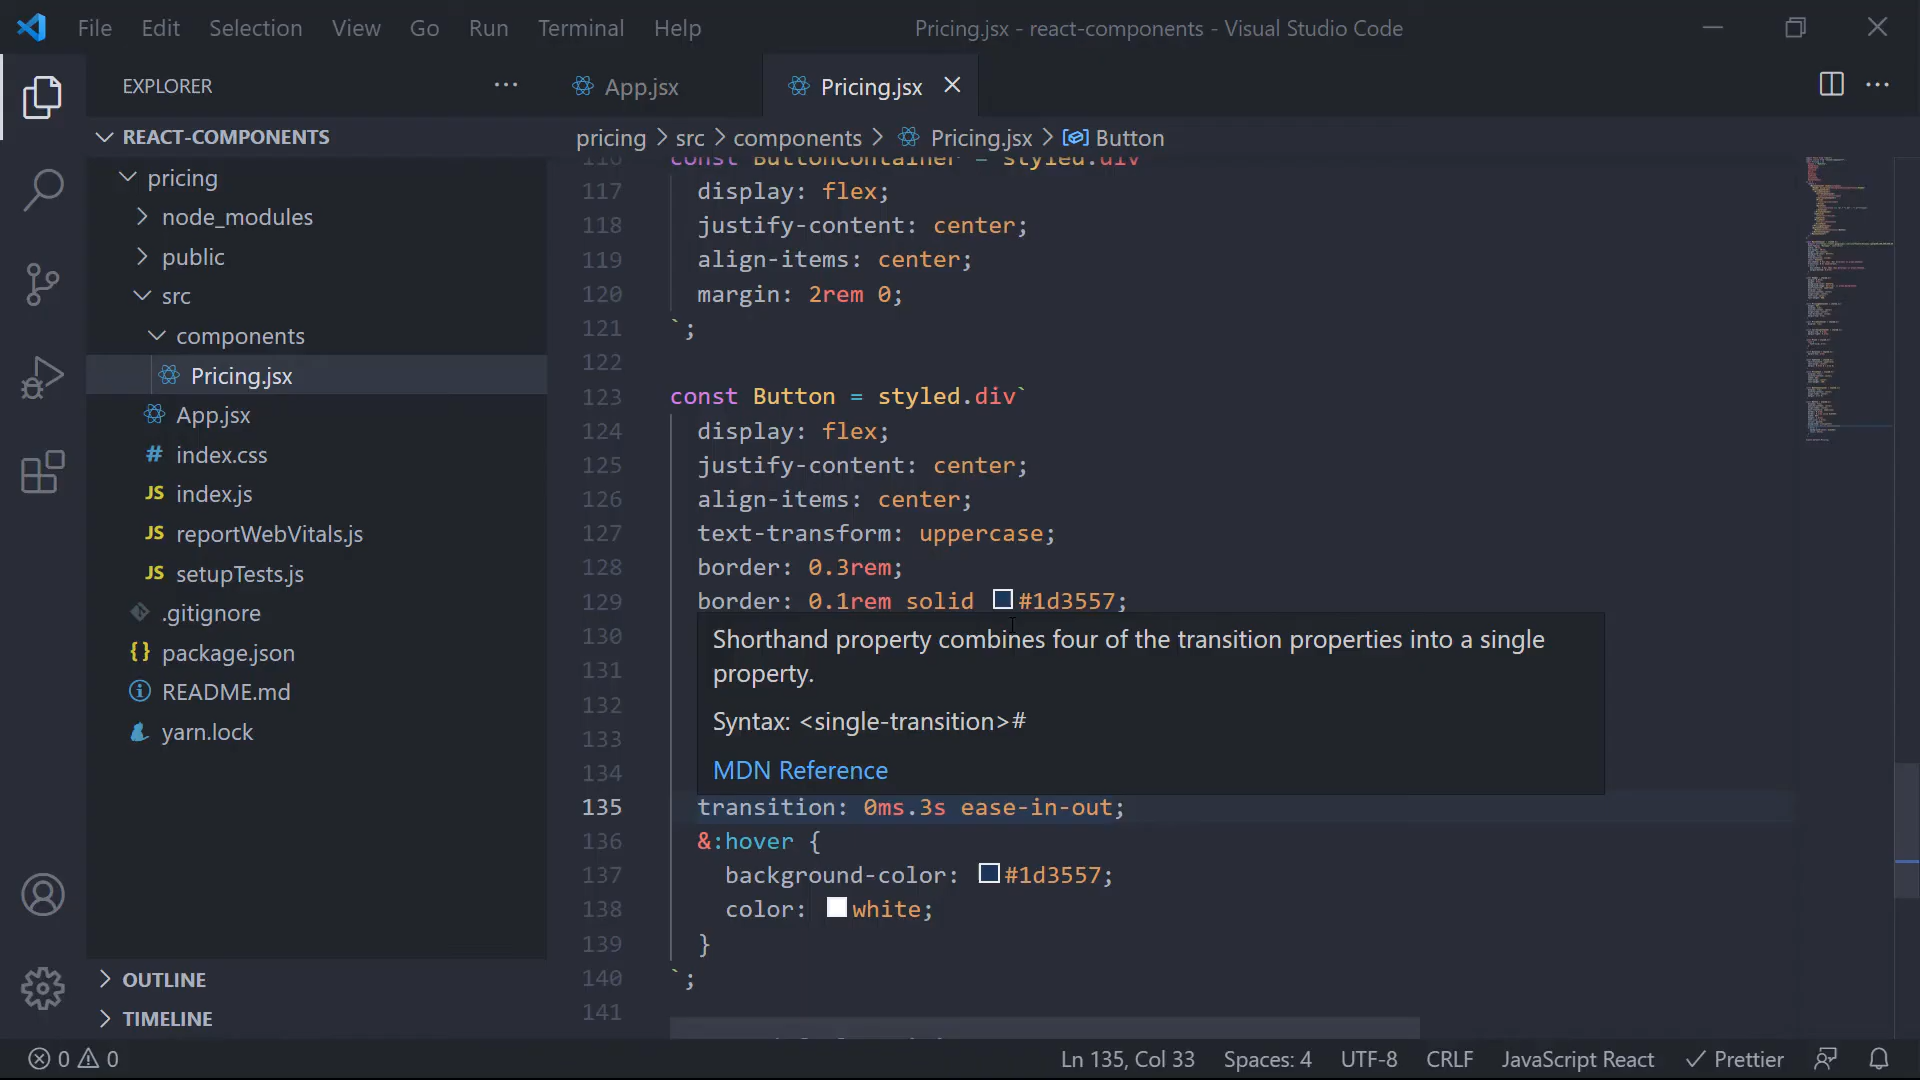 File Edit Selection View Go Run Terminal Help
Pricing.jsx - react-components - Visual Studio Code
EXPLORER
REACT-COMPONENTS
pricing
node_modules
public
src
components
Pricing.jsx
App.jsx
index.css
index.js
reportWebVitals.js
setupTests.js
.gitignore
package.json
README.md
yarn.lock
OUTLINE
TIMELINE
App.jsx
Pricing.jsx
pricing > src > components > Pricing.jsx > Button
116 const ButtonContainer = styled.div`
117 display: flex;
118 justify-content: center;
119 align-items: center;
120 margin: 2rem 0;
121 `;
122
123 const Button = styled.div`
124 display: flex;
125 justify-content: center;
126 align-items: center;
127 text-transform: uppercase;
128 border: 0.3rem;
129 border: 0.1rem solid #1d3557;
130
131
132
133
134
Shorthand property combines four of the transition properties into a single
property.
Syntax: <single-transition>#
MDN Reference
135 transition: 0ms.3s ease-in-out;
136 &:hover {
137 background-color: #1d3557;
138 color: white;
139 }
140 `;
141
0 0
Ln 135, Col 33 Spaces: 4 UTF-8 CRLF JavaScript React Prettier